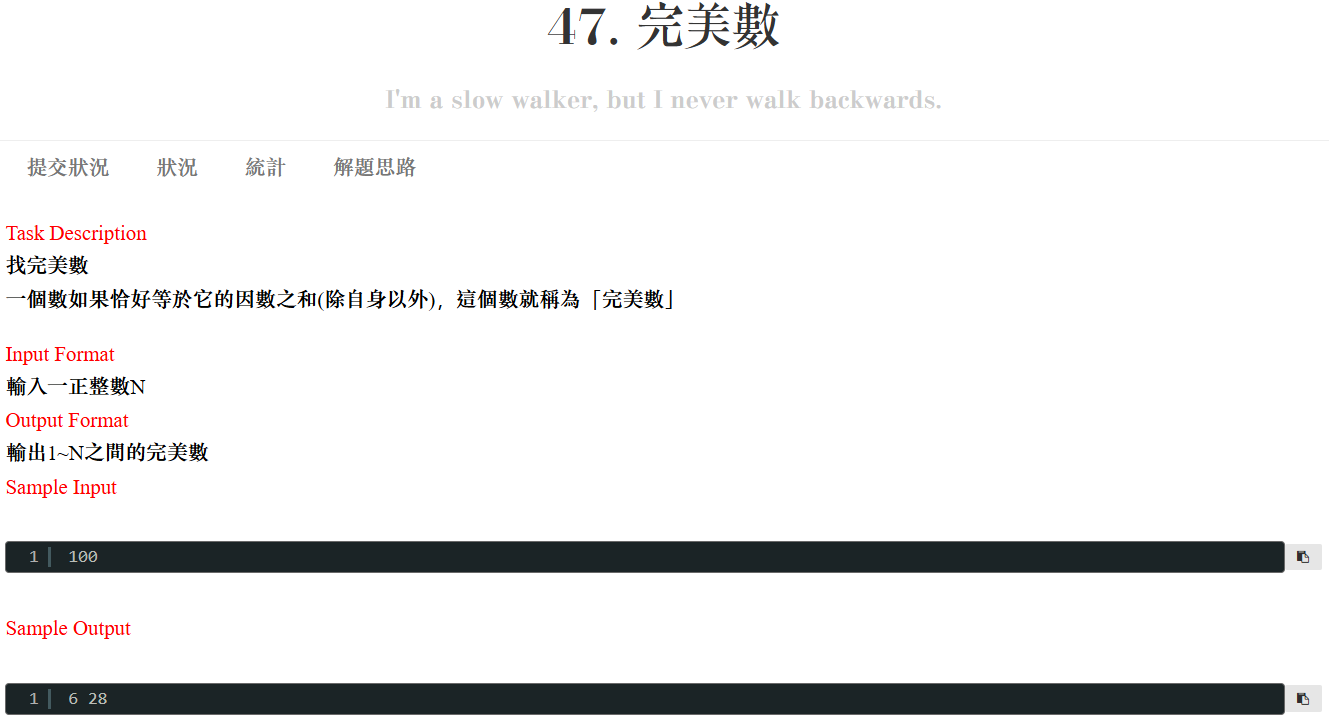 47. 完美數
I'm a slow walker, but I never walk backwards.
提交狀況 狀況 統計 解題思路
Task Description
找完美數
一個數如果恰好等於它的因數之和(除自身以外)，這個數就稱為「完美數」
Input Format
輸入一正整數N
Output Format
輸出1~N之間的完美數
Sample Input
1 100
Sample Output
1 6 28